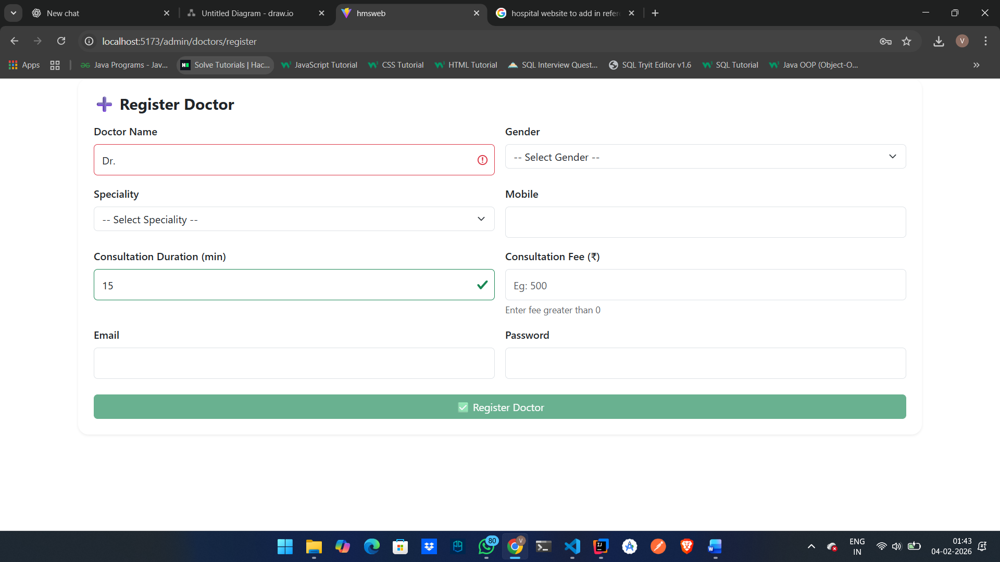 New chat
Untitled Diagram - draw.io
hmsweb
hospital website to add in refere
localhost:5173/admin/doctors/register
V
Apps
Java Programs - Jav...
Solve Tutorials | Hac...
JavaScript Tutorial
CSS Tutorial
HTML Tutorial
SQL Interview Quest...
SQL Tryit Editor v1.6
SQL Tutorial
Java OOP (Object-O...
Register Doctor
Doctor Name
Gender
Dr.
-- Select Gender --
Speciality
Mobile
-- Select Speciality --
Consultation Duration (min)
Consultation Fee (₹)
15
Eg: 500
Enter fee greater than 0
Email
Password
✅ Register Doctor
80
V
ENG
IN
01:43
04-02-2026